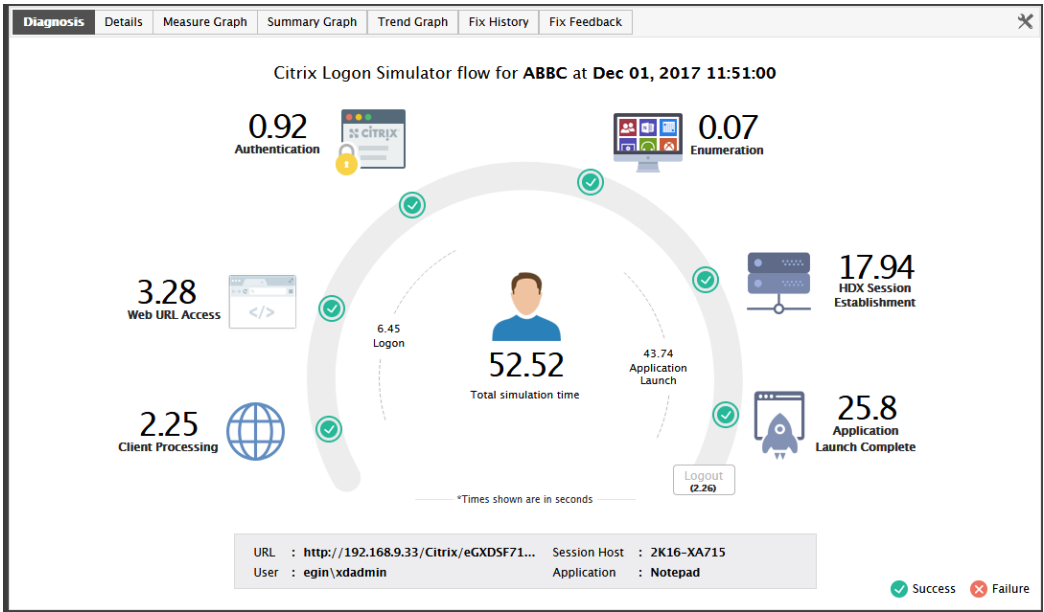 Diagnosis Details Measure Graph Summary Graph Trend Graph Fix History Fix Feedback
Citrix Logon Simulator flow for ABBC at Dec 01, 2017 11:51:00
0.92
Authentication
CİTRIX
0.07
Enumeration
3.28
Web URL Access
</>
17.94
HDX Session
Establishment
6.45
Logon
52.52
Total simulation time
43.74
Application
Launch
2.25
Client Processing
25.8
Application
Launch Complete
Logout
(2.26)
*Times shown are in seconds
URL : http://192.168.9.33/Citrix/eGXDSF71... Session Host : 2K16-XA715
User : egin\xdadmin Application : Notepad
Success Failure